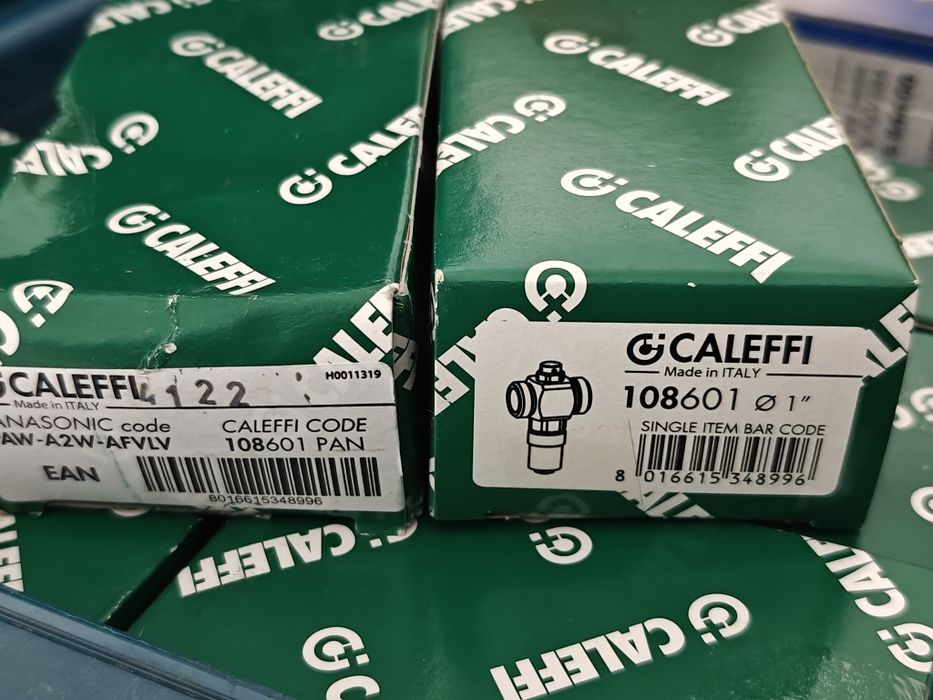 CALEFFI
CALEFFI
CALEFFI
CALEFFI
CALEFFI
CALEFFI
CALEFFI
CALEFFI
CALEFFI
4122
H0011319
Made in ITALY
ANASONIC code
AW-A2W-AFVLV
CALEFFI CODE
108601 PAN
EAN
8016615348996
CALEFFI
Made in ITALY
108601 Ø 1"
SINGLE ITEM BAR CODE
8 016615 348996
CALEFFI
CALEFFI
CALEFFI